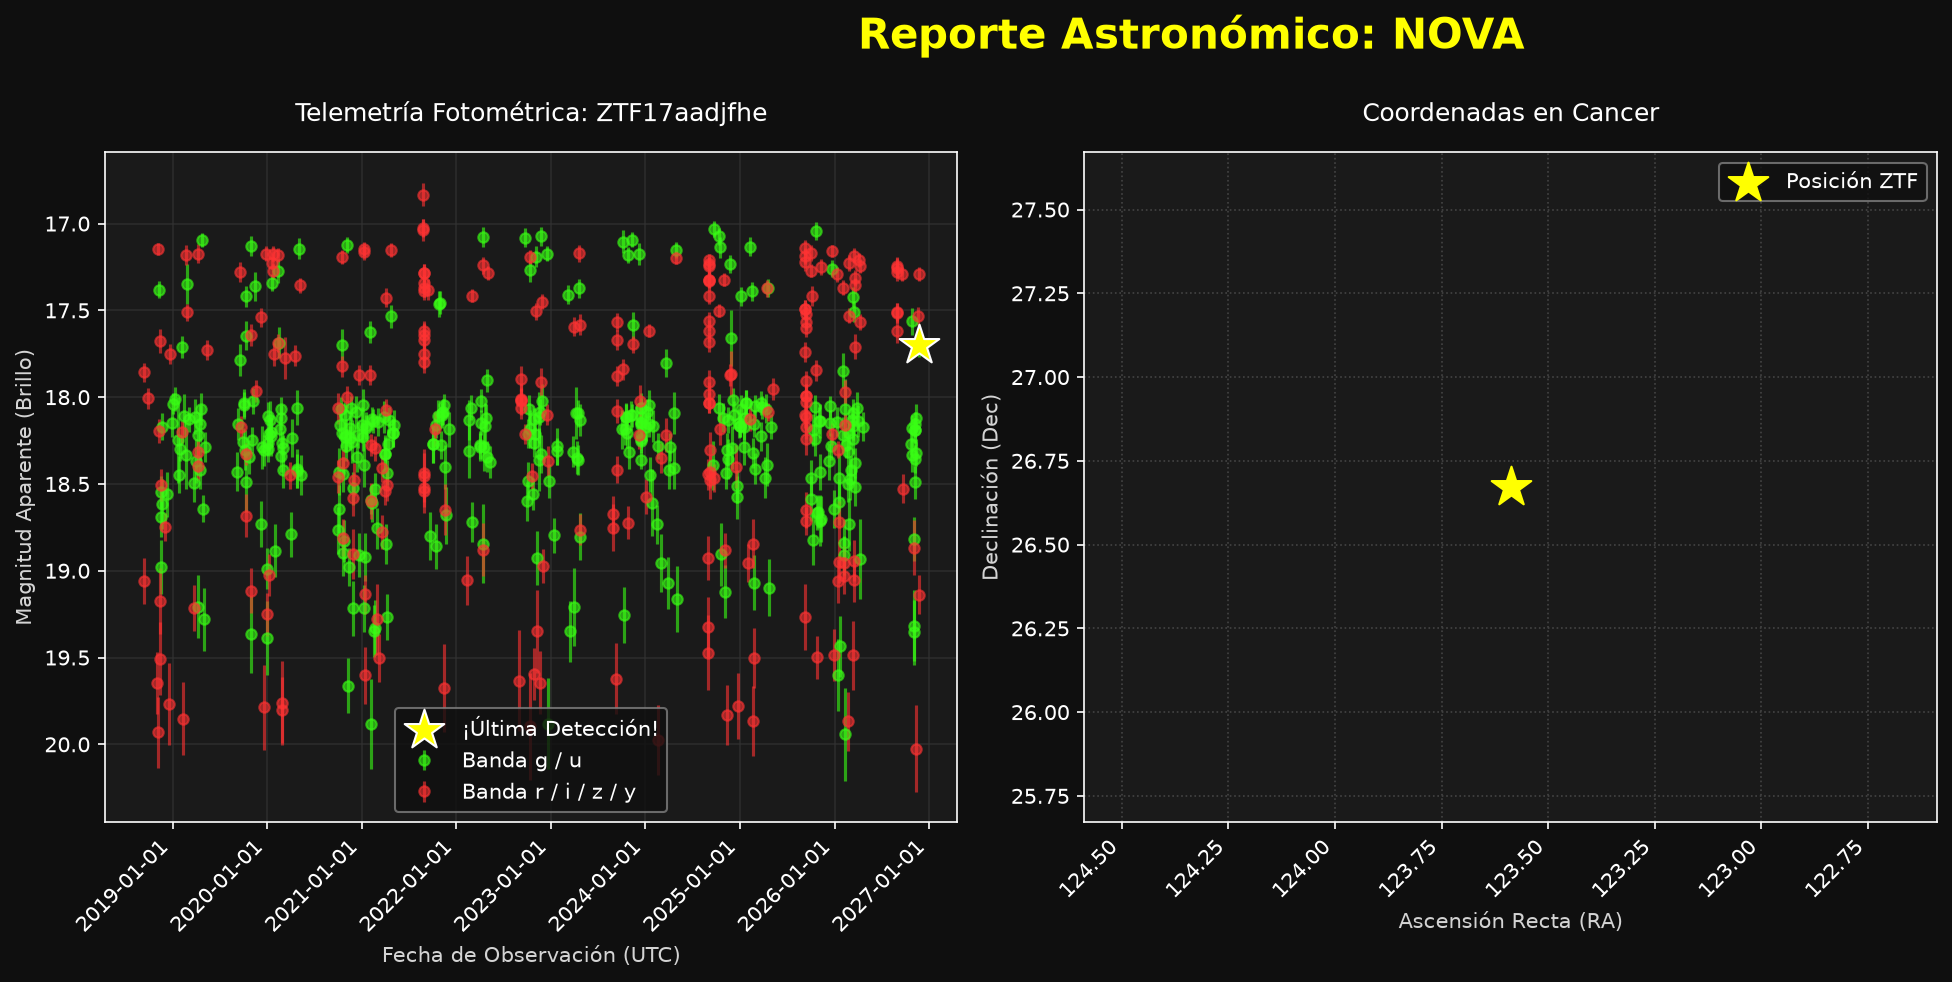 Reporte Astronómico: NOVA
Telemetría Fotométrica: ZTF17aadjfhe
Magnitud Aparente (Brillo)
17.0
17.5
18.0
18.5
19.0
19.5
20.0
¡Última Detección!
Banda g / u
Banda r / i / z / y
2019-01-01
2020-01-01
2021-01-01
2022-01-01
2023-01-01
2024-01-01
2025-01-01
2026-01-01
2027-01-01
Fecha de Observación (UTC)
Coordenadas en Cancer
Posición ZTF
Declinación (Dec)
27.50
27.25
27.00
26.75
26.50
26.25
26.00
25.75
124.50
124.25
124.00
123.75
123.50
123.25
123.00
122.75
Ascensión Recta (RA)